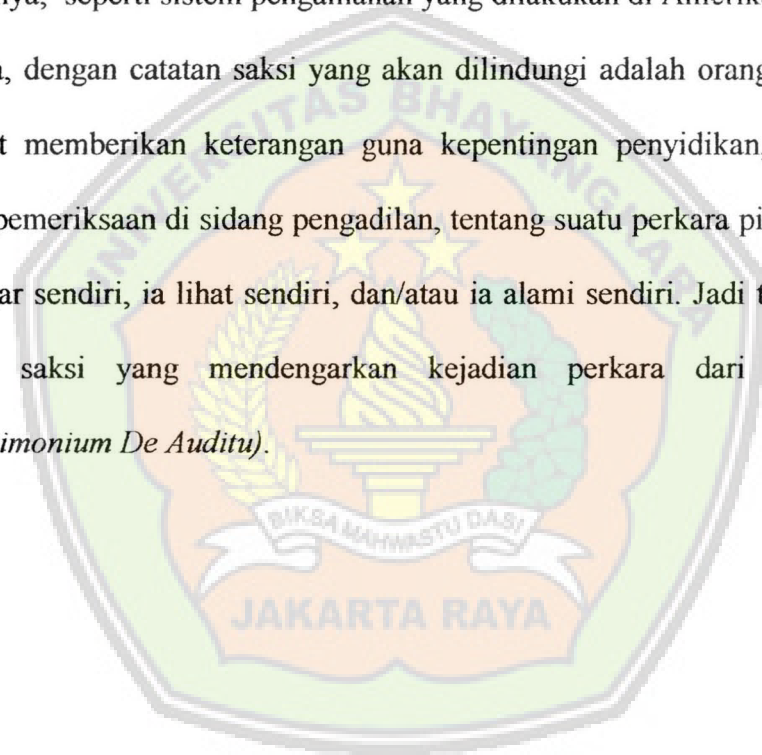 nya, seperti sistem pengamanan yang dilakukan di Amerik
, dengan catatan saksi yang akan dilindungi adalah orang
t memberikan keterangan guna kepentingan penyidikan,
pemeriksaan di sidang pengadilan, tentang suatu perkara pi
ar sendiri, ia lihat sendiri, dan/atau ia alami sendiri. Jadi t
saksi yang mendengarkan kejadian perkara dari
imonium De Auditu).
UNIVERSITAS BHAYANGKARA
BIKSA MAHWASTU DASI
JAKARTA RAYA